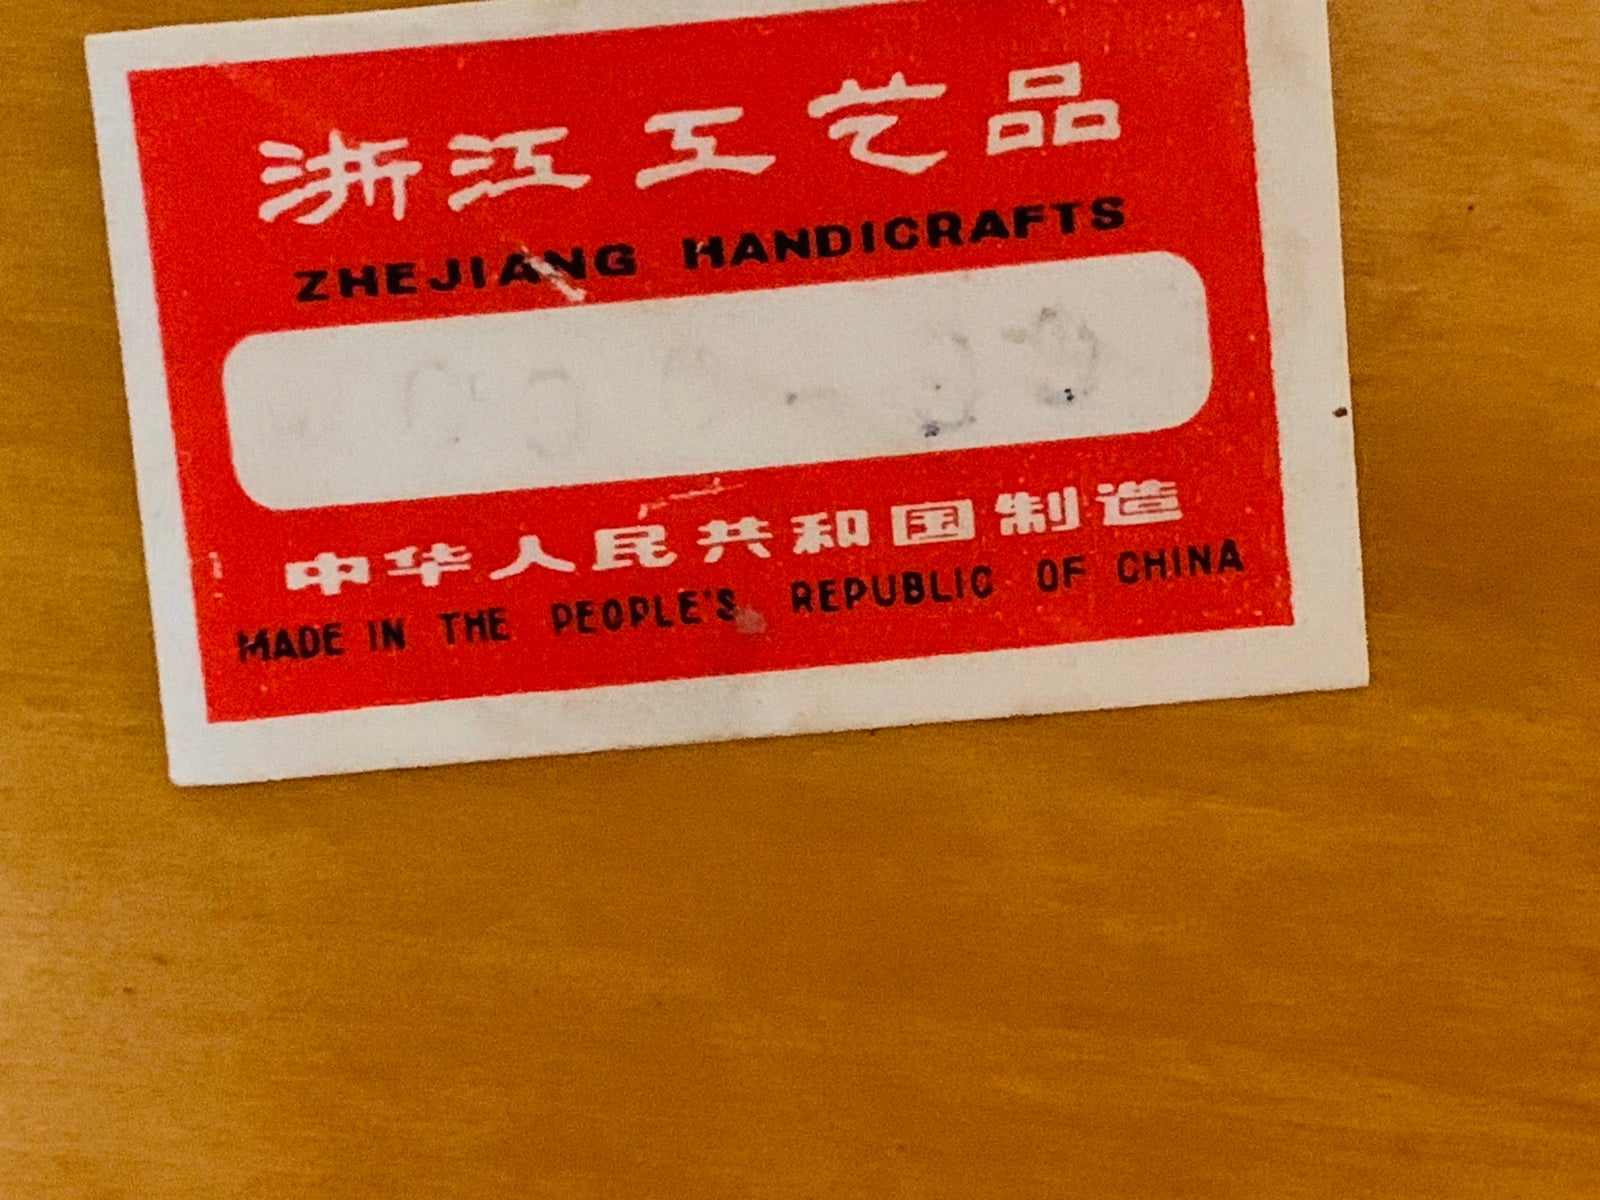 浙江工艺品
ZHEJIANG HANDICRAFTS
中华人民共和国制造
MADE IN THE PEOPLE'S REPUBLIC OF CHINA